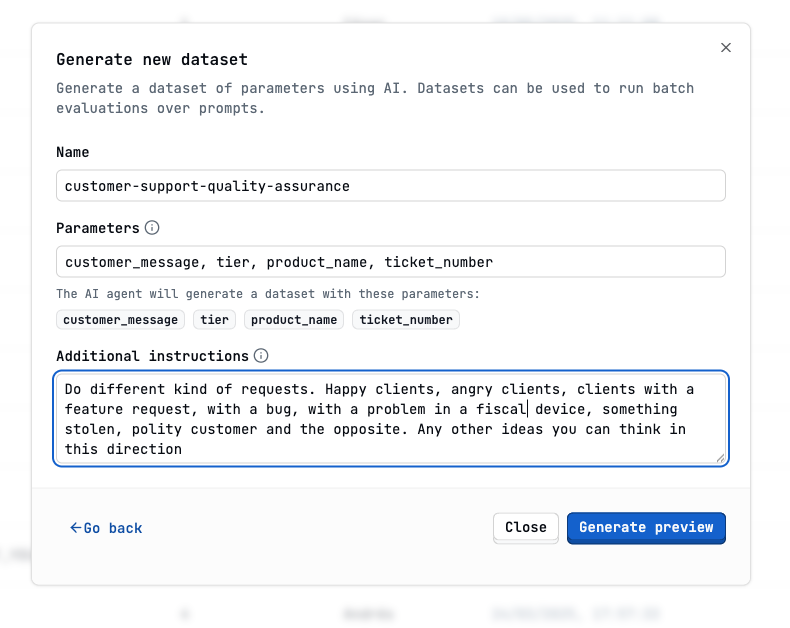 Generate new dataset
Generate a dataset of parameters using AI. Datasets can be used to run batch
evaluations over prompts.
Name
customer-support-quality-assurance
Parameters
customer_message, tier, product_name, ticket_number
The AI agent will generate a dataset with these parameters:
customer_message tier product_name ticket_number
Additional instructions
Do different kind of requests. Happy clients, angry clients, clients with a
feature request, with a bug, with a problem in a fiscal device, something
stolen, polity customer and the opposite. Any other ideas you can think in
this direction
←Go back Close Generate preview